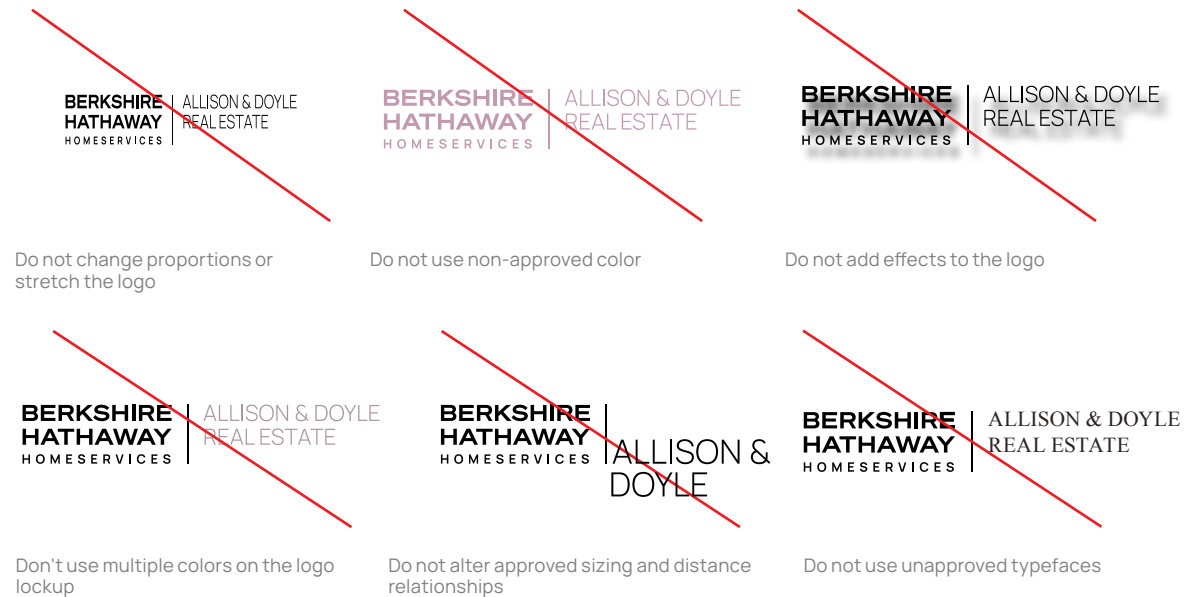 BERKSHIRE
HATHAWAY
HOMESERVICES
ALLISON & DOYLE
REAL ESTATE
Do not change proportions or
stretch the logo
BERKSHIRE
HATHAWAY
HOMESERVICES
ALLISON & DOYLE
REAL ESTATE
Do not use non-approved color
BERKSHIRE
HATHAWAY
HOMESERVICES
ALLISON & DOYLE
REAL ESTATE
Do not add effects to the logo
BERKSHIRE
HATHAWAY
HOMESERVICES
ALLISON & DOYLE
REAL ESTATE
Don't use multiple colors on the logo
lockup
BERKSHIRE
HATHAWAY
HOMESERVICES
ALLISON &
DOYLE
Do not alter approved sizing and distance
relationships
BERKSHIRE
HATHAWAY
HOMESERVICES
ALLISON & DOYLE
REAL ESTATE
Do not use unapproved typefaces